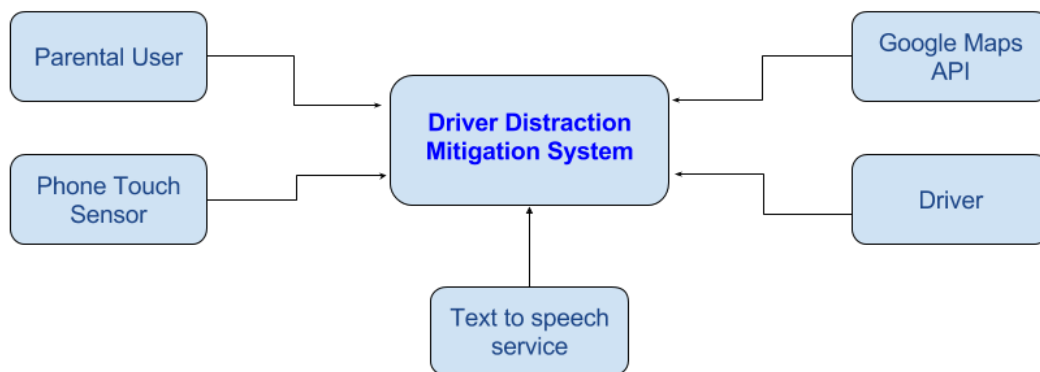 Parental User
Google Maps
API
Driver Distraction
Mitigation System
Phone Touch
Sensor
Driver
Text to speech
service